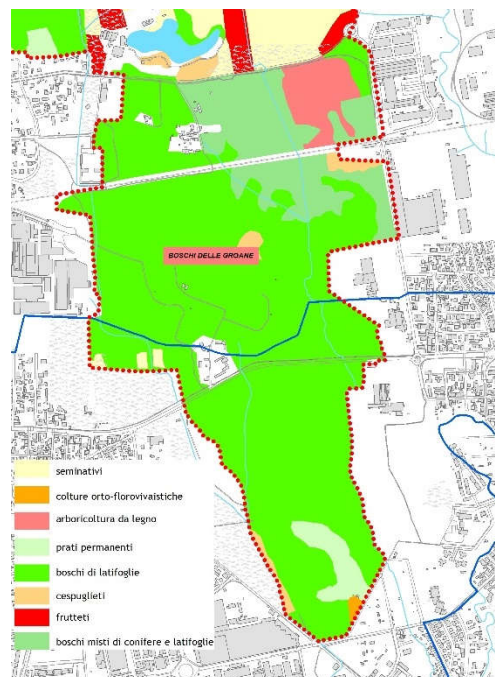 BOSCHI DELLE GROANE
seminativi
colture orto-florovivaistiche
arboricoltura da legno
prati permanenti
boschi di latifoglie
cespuglieti
frutteti
boschi misti di conifere e latifoglie